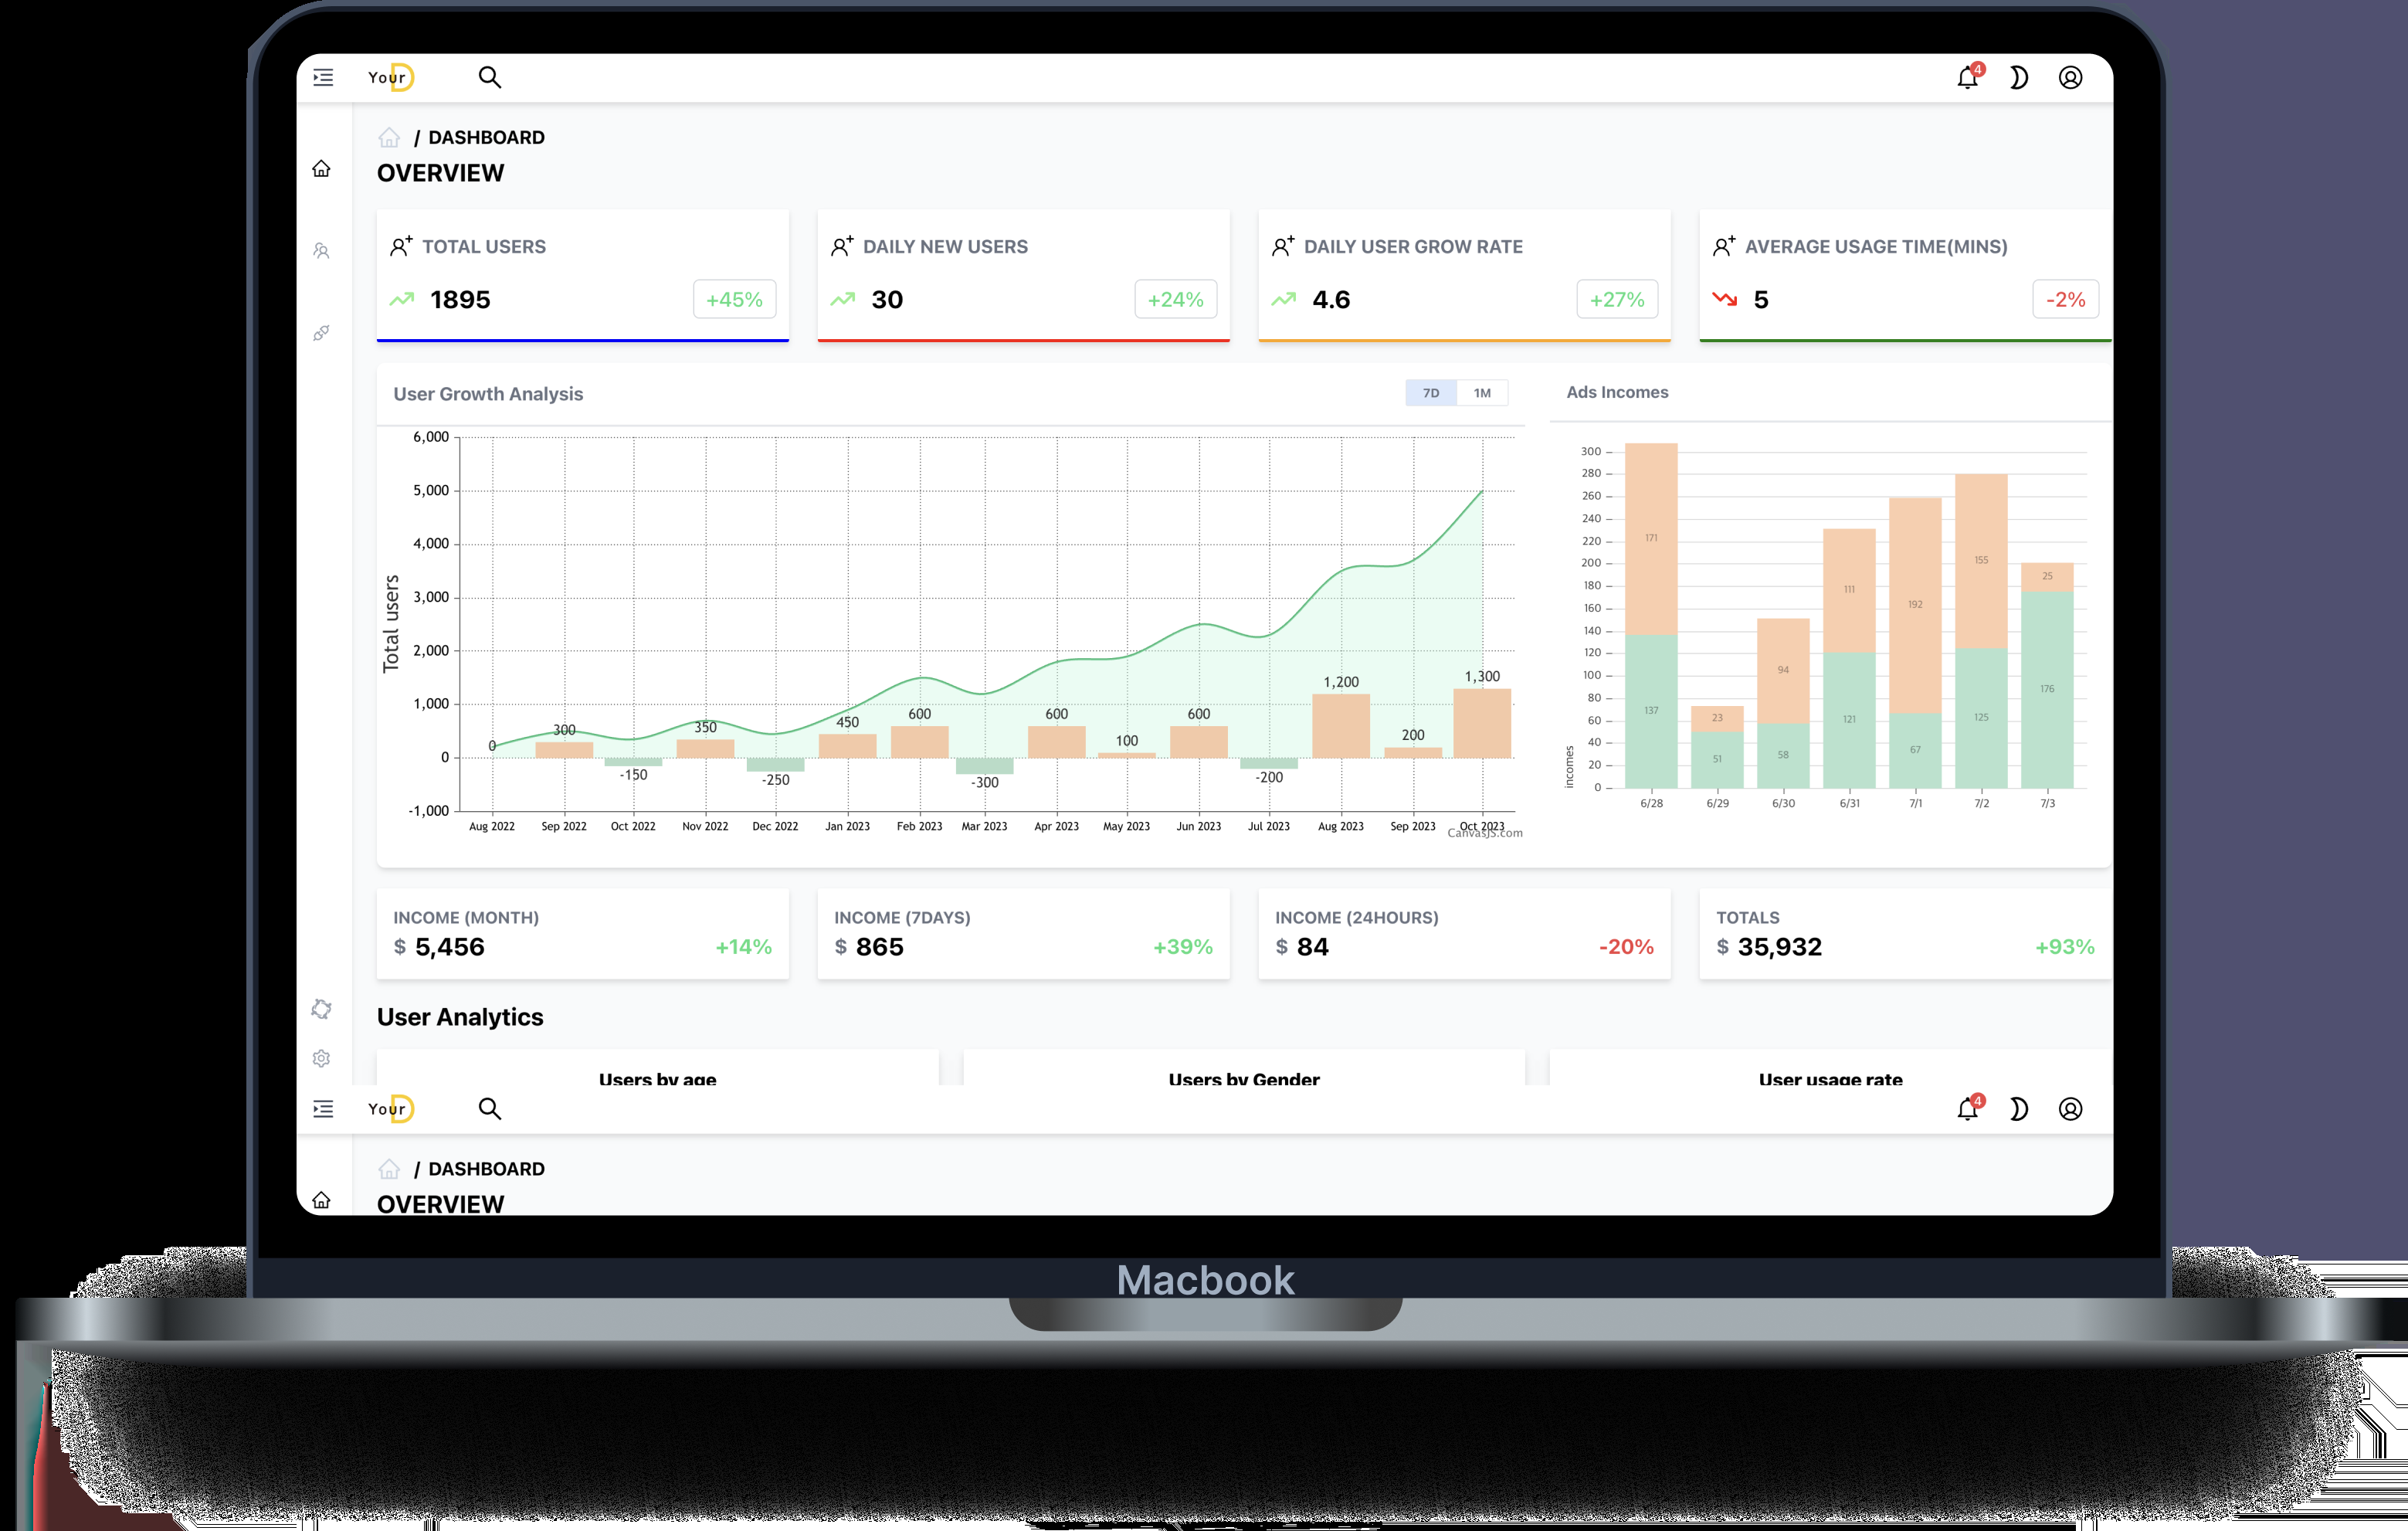 Your D
4
/ DASHBOARD
OVERVIEW
TOTAL USERS
1895 +45%
DAILY NEW USERS
30 +24%
DAILY USER GROW RATE
4.6 +27%
AVERAGE USAGE TIME(MINS)
5 -2%
User Growth Analysis
7D 1M
Total users
6,000
5,000
4,000
3,000
2,000
1,000
0
-1,000
0 300 -150 350 -250 450 600 -300 600 100 600 -200 1,200 200 1,300
Aug 2022 Sep 2022 Oct 2022 Nov 2022 Dec 2022 Jan 2023 Feb 2023 Mar 2023 Apr 2023 May 2023 Jun 2023 Jul 2023 Aug 2023 Sep 2023 Oct 2023
CanvasJS.com
Ads Incomes
incomes
300
280
260
240
220
200
180
160
140
120
100
80
60
40
20
0
171 23 94 111 192 155 25
137 51 58 121 67 125 176
6/28 6/29 6/30 6/31 7/1 7/2 7/3
INCOME (MONTH)
$ 5,456 +14%
INCOME (7DAYS)
$ 865 +39%
INCOME (24HOURS)
$ 84 -20%
TOTALS
$ 35,932 +93%
User Analytics
Users by age
Users by Gender
User usage rate
Your D
4
/ DASHBOARD
OVERVIEW
Macbook